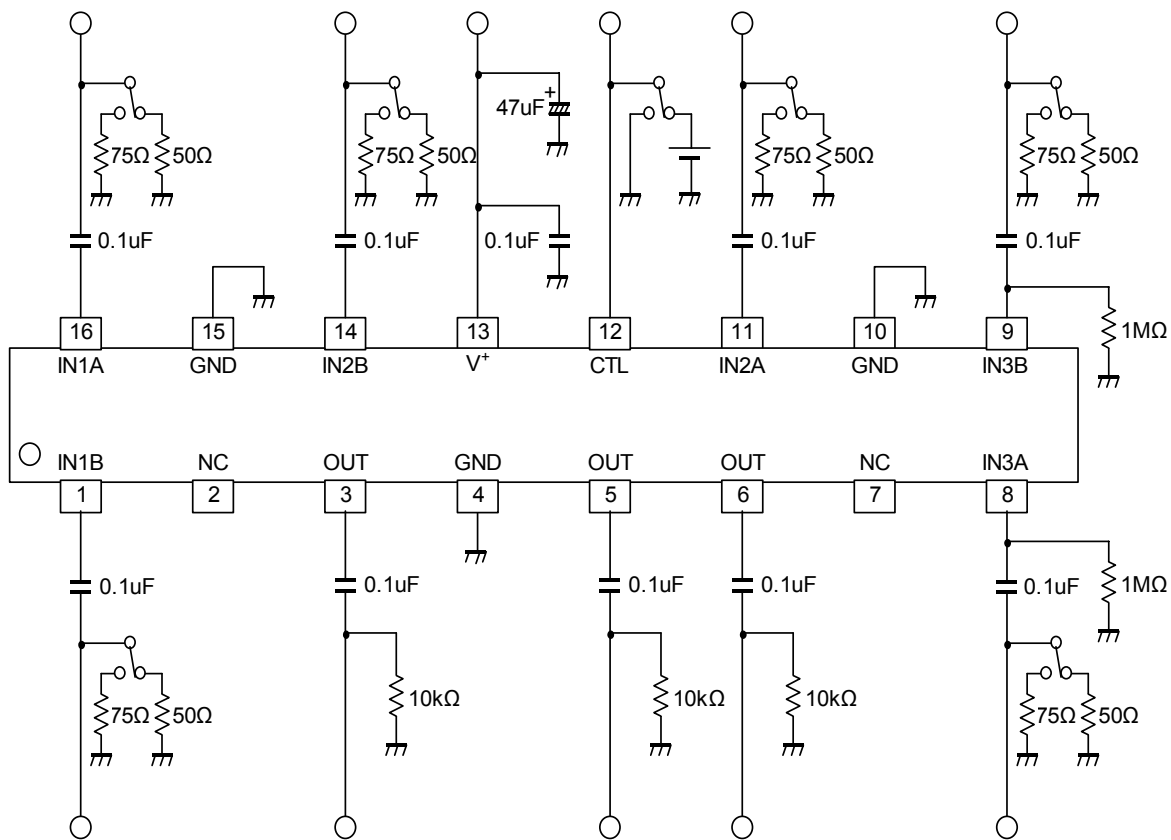 47uF +
75Ω 50Ω 75Ω 50Ω 75Ω 50Ω 75Ω 50Ω
0.1uF 0.1uF 0.1uF 0.1uF 0.1uF
16 15 14 13 12 11 10 9 1MΩ
IN1A GND IN2B V+ CTL IN2A GND IN3B
IN1B NC OUT GND OUT OUT NC IN3A
1 2 3 4 5 6 7 8
0.1uF 0.1uF 0.1uF 0.1uF 0.1uF 1MΩ
75Ω 50Ω 10kΩ 10kΩ 10kΩ 75Ω 50Ω